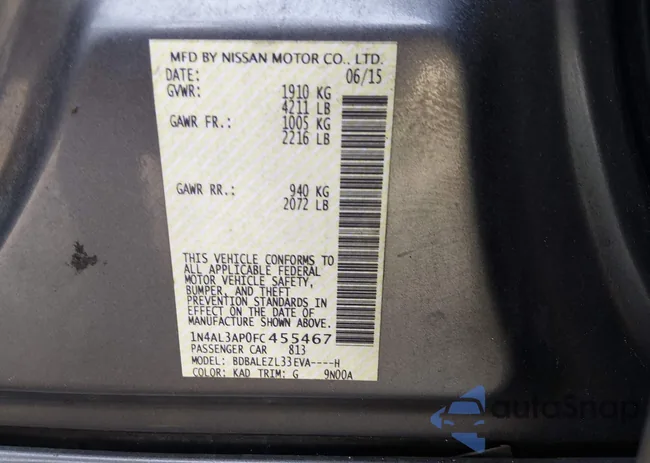 MFD BY NISSAN MOTOR CO., LTD.
DATE: 06/15
GVWR: 1910 KG
4211 LB
GAWR FR.: 1005 KG
2216 LB
GAWR RR.: 940 KG
2072 LB
THIS VEHICLE CONFORMS TO
ALL APPLICABLE FEDERAL
MOTOR VEHICLE SAFETY,
BUMPER, AND THEFT
PREVENTION STANDARDS IN
EFFECT ON THE DATE OF
MANUFACTURE SHOWN ABOVE.
1N4AL3AP0FC455467
PASSENGER CAR 813
MODEL: BDBALEZL33EVA----H
COLOR: KAD TRIM: G 9N00A
autoSnap